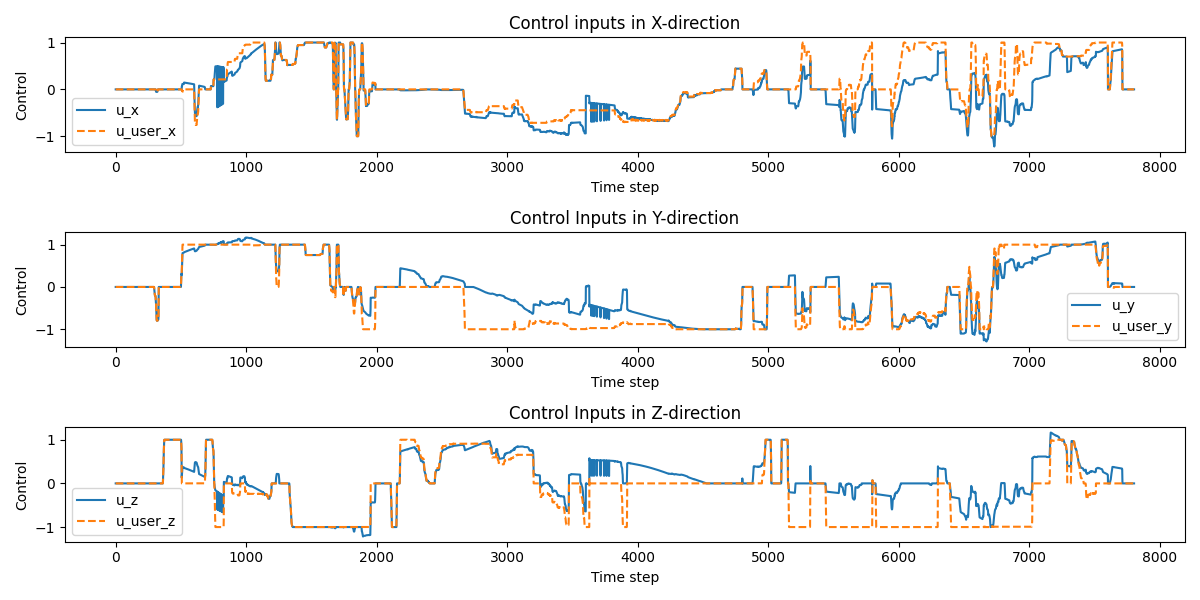 Control inputs in X-direction
1
0
−1
Control
u_x
u_user_x
0 1000 2000 3000 4000 5000 6000 7000 8000
Time step
Control Inputs in Y-direction
1
0
−1
Control
u_y
u_user_y
0 1000 2000 3000 4000 5000 6000 7000 8000
Time step
Control Inputs in Z-direction
1
0
−1
Control
u_z
u_user_z
0 1000 2000 3000 4000 5000 6000 7000 8000
Time step